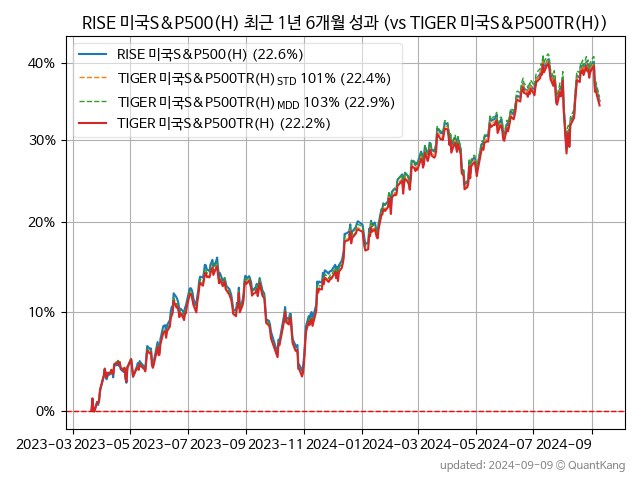 RISE 미국S&P500(H) 최근 1년 6개월 성과 (vs TIGER 미국S&P500TR(H))
RISE 미국S&P500(H) (22.6%)
TIGER 미국S&P500TR(H) STD 101% (22.4%)
TIGER 미국S&P500TR(H) MDD 103% (22.9%)
TIGER 미국S&P500TR(H) (22.2%)
40%
30%
20%
10%
0%
2023-03 2023-05 2023-07 2023-09 2023-11 2024-01 2024-03 2024-05 2024-07 2024-09
updated: 2024-09-09 © QuantKang